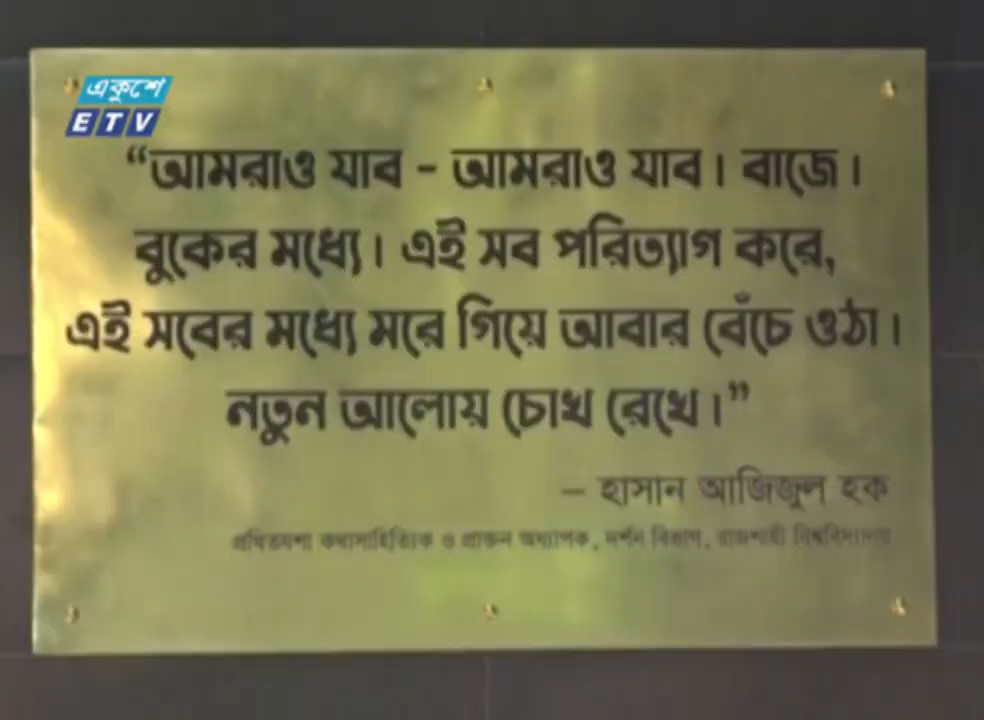 একুশে
ETV
“আমরাও যাব - আমরাও যাব। বাজে।
বুকের মধ্যে। এই সব পরিত্যাগ করে,
এই সবের মধ্যে মরে গিয়ে আবার বেঁচে ওঠা।
নতুন আলোয় চোখ রেখে।”
– হাসান আজিজুল হক
প্রথিতযশা কথাসাহিত্যিক ও প্রাক্তন অধ্যাপক, দর্শন বিভাগ, রাজশাহী বিশ্ববিদ্যালয়